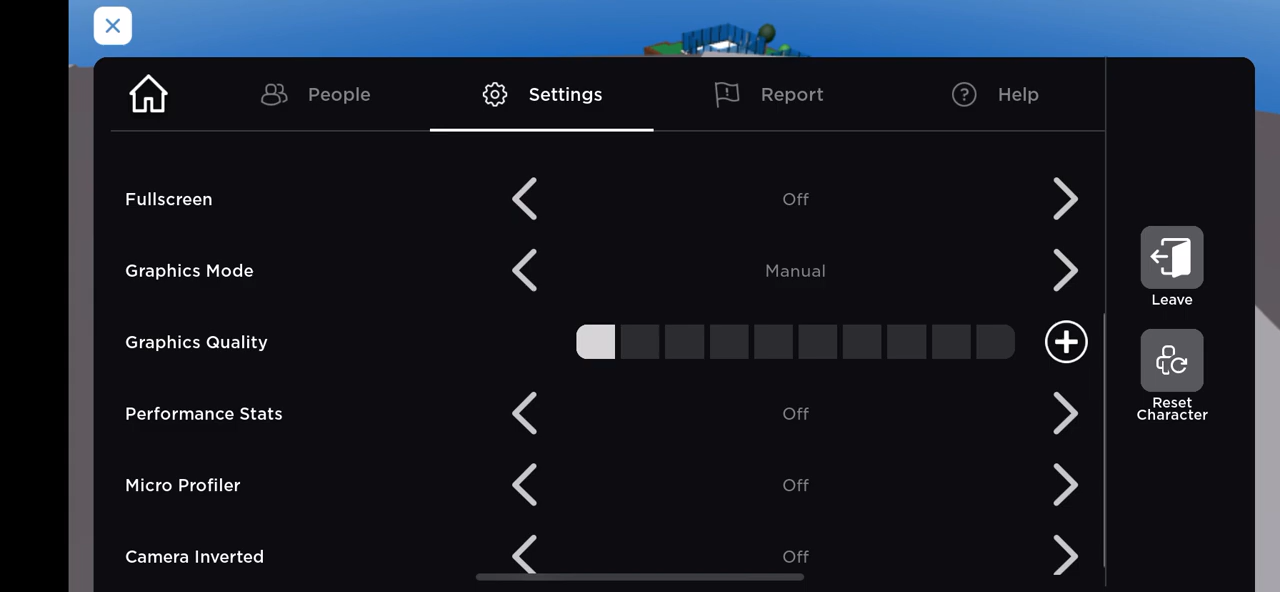 People
Settings
Report
Help
Fullscreen
Off
Graphics Mode
Manual
Graphics Quality
Performance Stats
Off
Micro Profiler
Off
Camera Inverted
Off
Leave
Reset
Character